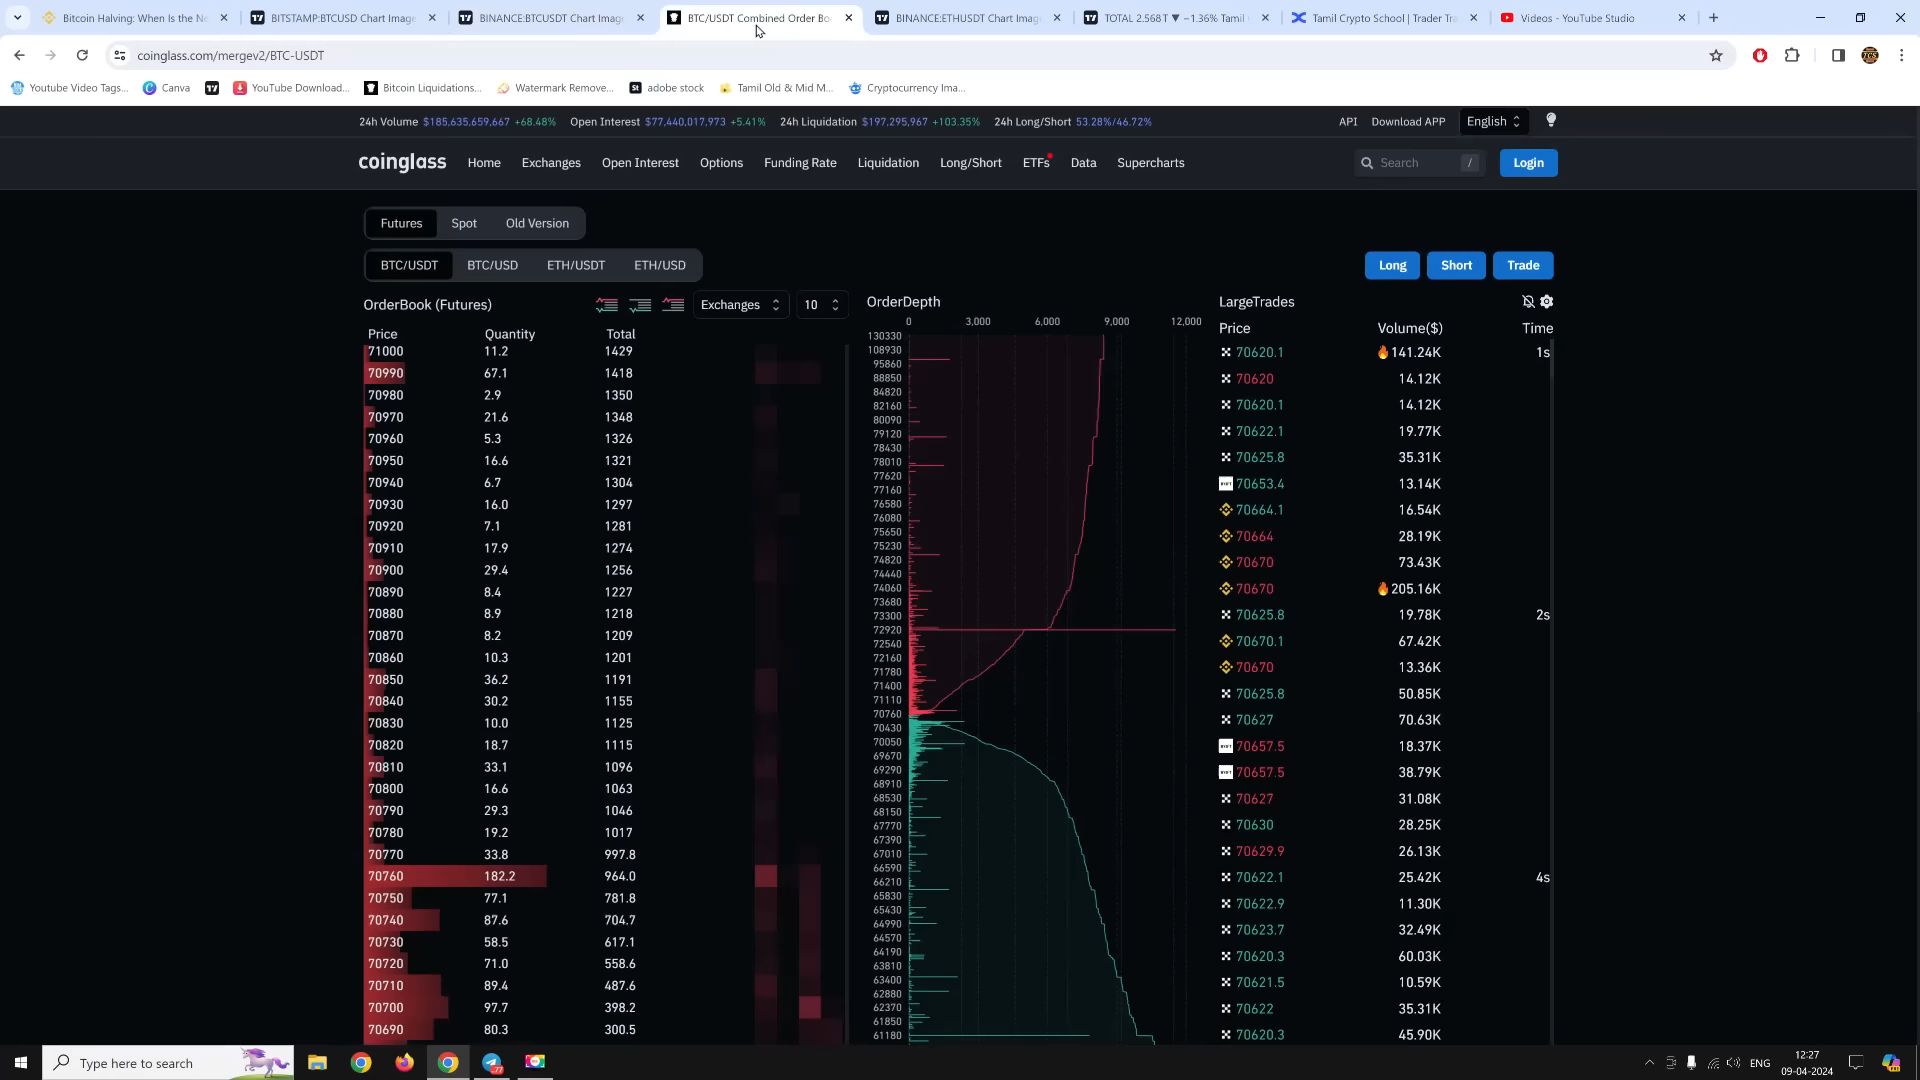 Bitcoin Halving: When Is the Ne
BITSTAMP:BTCUSD Chart Image
BINANCE:BTCUSDT Chart Imag
BTC/USDT Combined Order Bo
BINANCE:ETHUSDT Chart Imag
TOTAL 2.568 T ▼ −1.36% Tamil
Tamil Crypto School | Trader Tra
Videos - YouTube Studio
coinglass.com/mergev2/BTC-USDT
Youtube Video Tags...
Canva
YouTube Download...
Bitcoin Liquidations...
Watermark Remove...
adobe stock
Tamil Old & Mid M...
Cryptocurrency Ima...
24h Volume $185,635,659,667 +68.48% Open Interest $77,440,017,973 +5.41% 24h Liquidation $197,295,967 +103.35% 24h Long/Short 53.28%/46.72% API Download APP English
coinglass Home Exchanges Open Interest Options Funding Rate Liquidation Long/Short ETFs Data Supercharts Search / Login
Futures Spot Old Version
BTC/USDT BTC/USD ETH/USDT ETH/USD Long Short Trade
OrderBook (Futures) Exchanges 10
Price Quantity Total
71000 11.2 1429
70990 67.1 1418
70980 2.9 1350
70970 21.6 1348
70960 5.3 1326
70950 16.6 1321
70940 6.7 1304
70930 16.0 1297
70920 7.1 1281
70910 17.9 1274
70900 29.4 1256
70890 8.4 1227
70880 8.9 1218
70870 8.2 1209
70860 10.3 1201
70850 36.2 1191
70840 30.2 1155
70830 10.0 1125
70820 18.7 1115
70810 33.1 1096
70800 16.6 1063
70790 29.3 1046
70780 19.2 1017
70770 33.8 997.8
70760 182.2 964.0
70750 77.1 781.8
70740 87.6 704.7
70730 58.5 617.1
70720 71.0 558.6
70710 89.4 487.6
70700 97.7 398.2
70690 80.3 300.5
OrderDepth
0 3,000 6,000 9,000 12,000
130330
108930
95860
88850
84820
82160
80090
79120
78430
78010
77620
77160
76580
76080
75650
75230
74820
74440
74060
73680
73300
72920
72540
72160
71780
71400
71110
70760
70430
70050
69670
69290
68910
68530
68150
67770
67390
67010
66590
66210
65830
65430
64990
64570
64190
63810
63400
62880
62370
61850
61180
LargeTrades
Price Volume($) Time
70620.1 141.24K 1s
70620 14.12K
70620.1 14.12K
70622.1 19.77K
70625.8 35.31K
70653.4 13.14K
70664.1 16.54K
70664 28.19K
70670 73.43K
70670 205.16K
70625.8 19.78K 2s
70670.1 67.42K
70670 13.36K
70625.8 50.85K
70627 70.63K
70657.5 18.37K
70657.5 38.79K
70627 31.08K
70630 28.25K
70629.9 26.13K
70622.1 25.42K 4s
70622.9 11.30K
70623.7 32.49K
70620.3 60.03K
70621.5 10.59K
70622 35.31K
70620.3 45.90K
Type here to search
77
ENG
12:27
09-04-2024